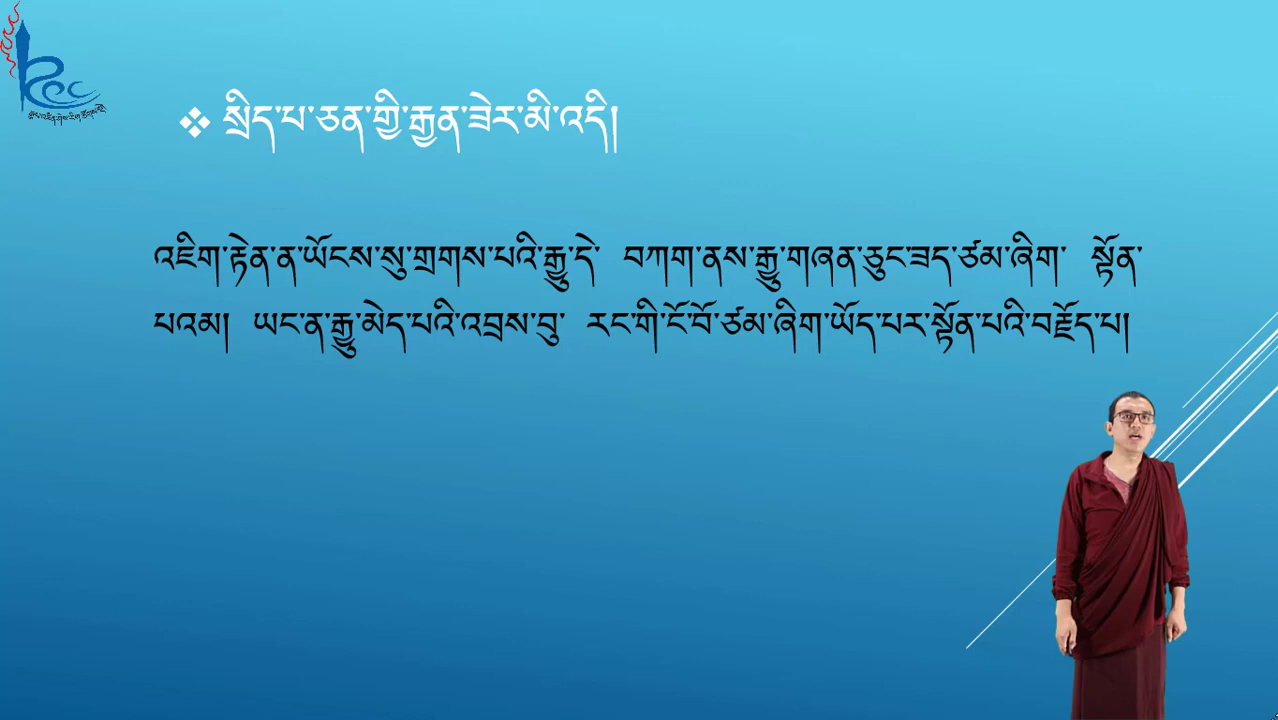 ❖ སྲིད་པ་ཅན་གྱི་རྒྱན་ཟེར་མི་འདི།
འཇིག་རྟེན་ན་ཡོངས་སུ་གྲགས་པའི་རྒྱུ་དེ་ བཀག་ནས་རྒྱུ་གཞན་ཅུང་ཟད་ཙམ་ཞིག་ སྟོན་
པའམ། ཡང་ན་རྒྱུ་མེད་པའི་འབྲས་བུ་ རང་གི་ངོ་བོ་ཙམ་ཞིག་ཡོད་པར་སྟོན་པའི་བརྗོད་པ།